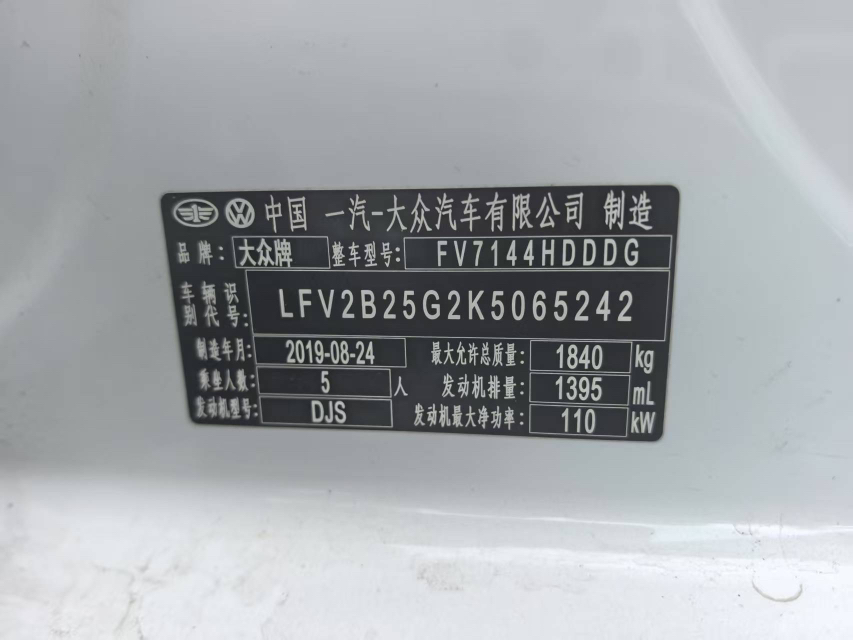 中国 一汽-大众汽车有限公司 制造
品牌: 大众牌 整车型号: FV7144HDDDG
车辆识别代号: LFV2B25G2K5065242
制造年月: 2019-08-24 最大允许总质量: 1840 kg
乘坐人数: 5 人 发动机排量: 1395 mL
发动机型号: DJS 发动机最大净功率: 110 kW